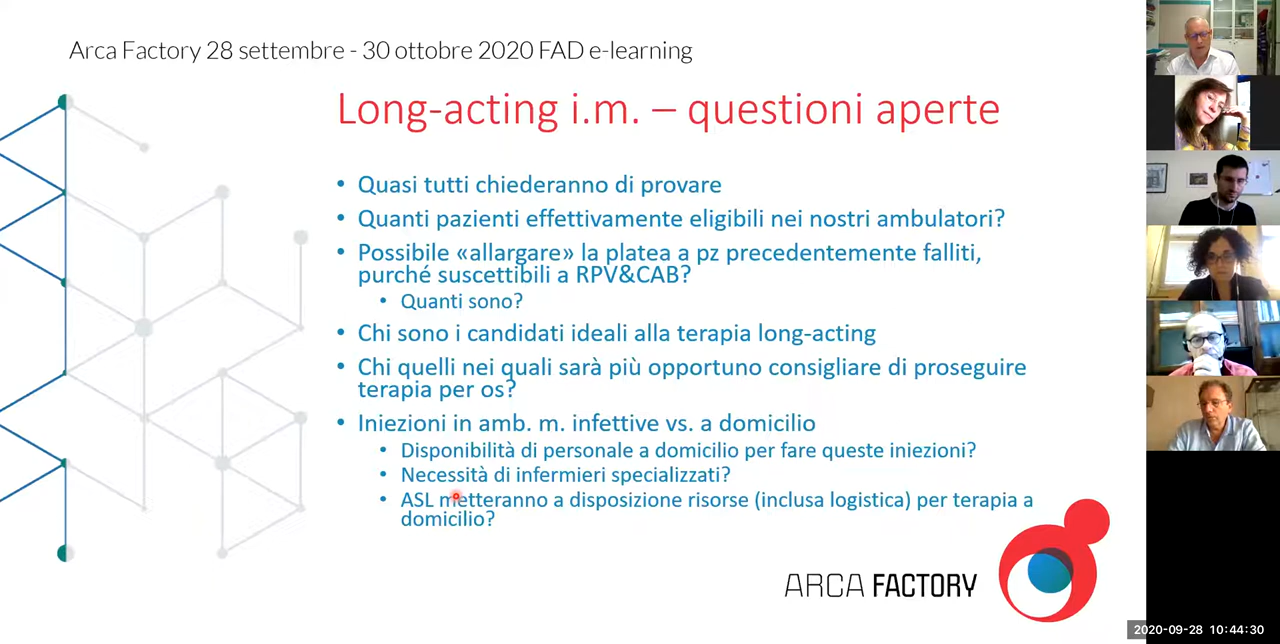 Arca Factory 28 settembre - 30 ottobre 2020 FAD e-learning
Long-acting i.m. – questioni aperte
• Quasi tutti chiederanno di provare
• Quanti pazienti effettivamente eligibili nei nostri ambulatori?
• Possibile «allargare» la platea a pz precedentemente falliti,
purché suscettibili a RPV&CAB?
• Quanti sono?
• Chi sono i candidati ideali alla terapia long-acting
• Chi quelli nei quali sarà più opportuno consigliare di proseguire
terapia per os?
• Iniezioni in amb. m. infettive vs. a domicilio
• Disponibilità di personale a domicilio per fare queste iniezioni?
• Necessità di infermieri specializzati?
• ASL metteranno a disposizione risorse (inclusa logistica) per terapia a
domicilio?
ARCA FACTORY
2020-09-28 10:44:30